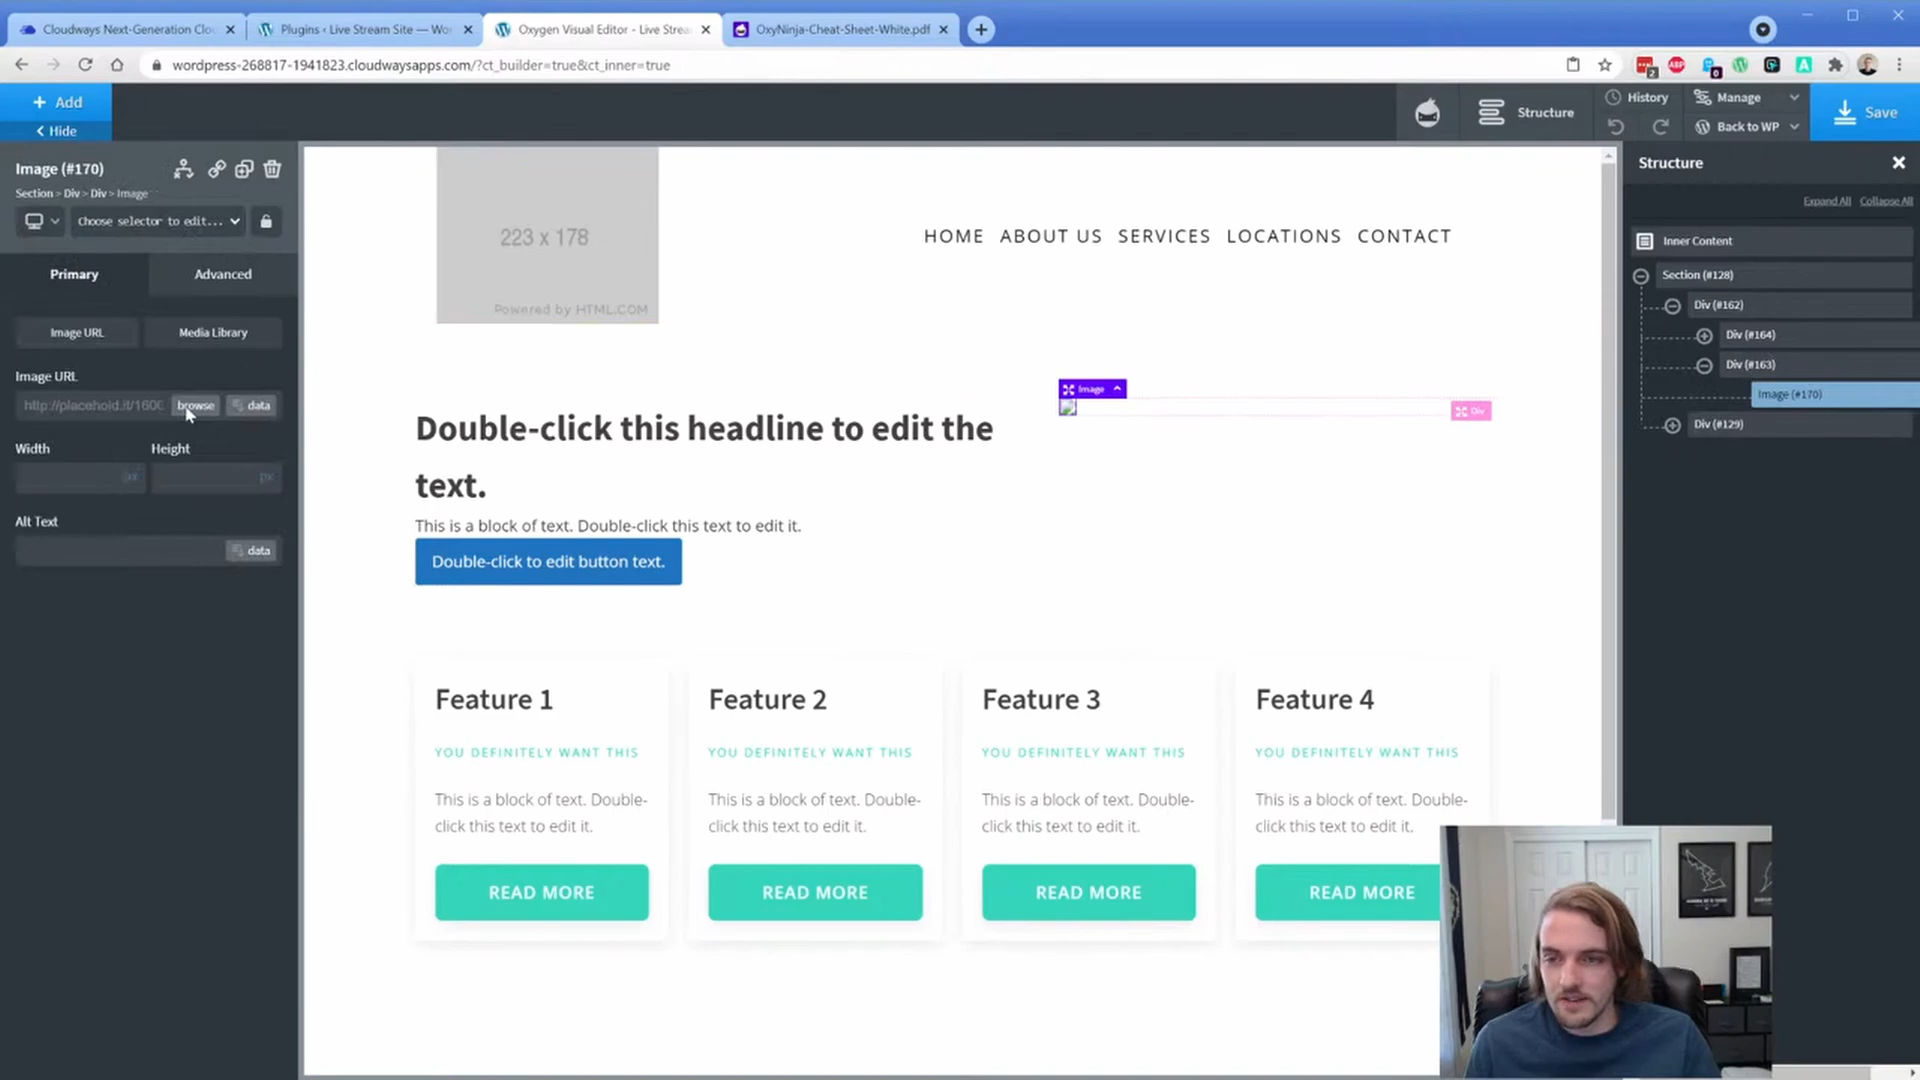 Cloudways Next-Generation Clo
Plugins ‹ Live Stream Site — Wo
Oxygen Visual Editor - Live Strea
OxyNinja-Cheat-Sheet-White.pdf
wordpress-268817-1941823.cloudwaysapps.com/?ct_builder=true&ct_inner=true
+ Add
Hide
Structure
History
Manage
Back to WP
Save
Image (#170)
Section > Div > Div > Image
Choose selector to edit...
Primary
Advanced
Image URL
Media Library
Image URL
http://placehold.it/1600
browse
data
Width
Height
px
px
Alt Text
data
223 x 178
Powered by HTML.COM
HOME ABOUT US SERVICES LOCATIONS CONTACT
Image
Div
Double-click this headline to edit the
text.
This is a block of text. Double-click this text to edit it.
Double-click to edit button text.
Feature 1
YOU DEFINITELY WANT THIS
This is a block of text. Double-
click this text to edit it.
READ MORE
Feature 2
YOU DEFINITELY WANT THIS
This is a block of text. Double-
click this text to edit it.
READ MORE
Feature 3
YOU DEFINITELY WANT THIS
This is a block of text. Double-
click this text to edit it.
READ MORE
Feature 4
YOU DEFINITELY WANT THIS
This is a block of text. Double-
click this text to edit it.
READ MORE
Structure
Expand All
Collapse All
Inner Content
Section (#128)
Div (#162)
Div (#164)
Div (#163)
Image (#170)
Div (#129)